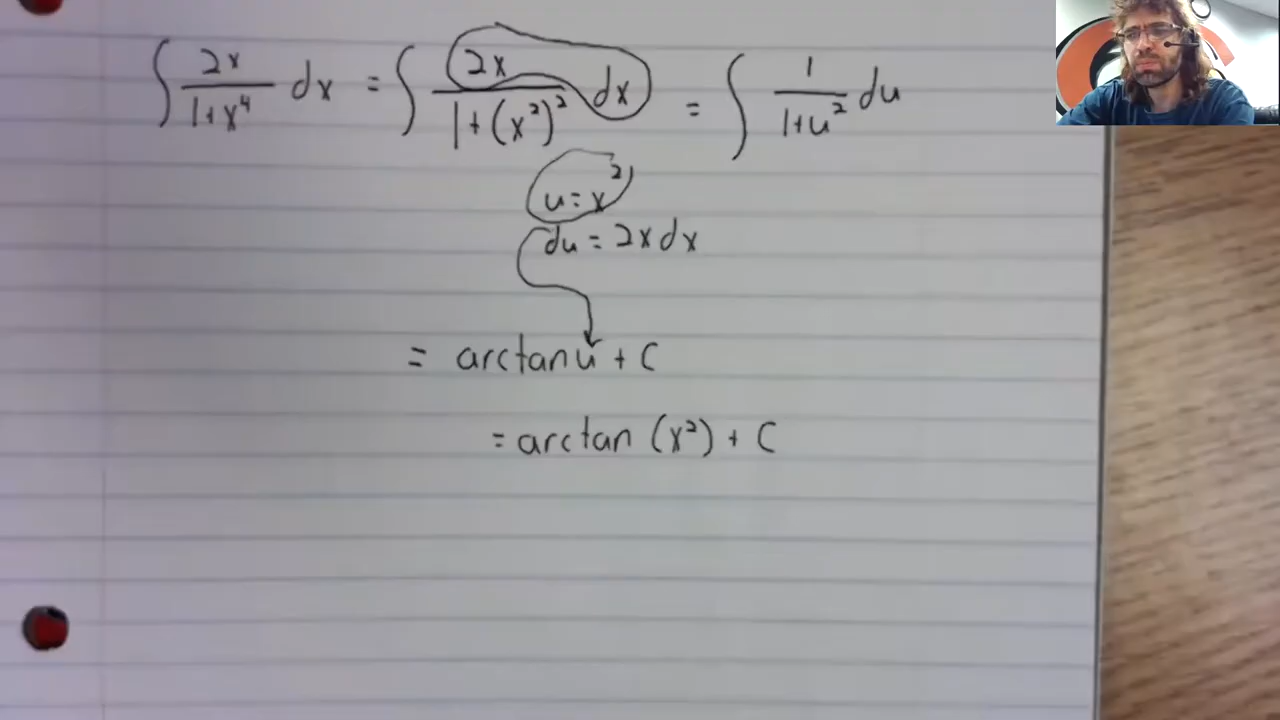 ∫ 2x/(1+x⁴) dx = ∫ 2x/(1+(x²)²) dx = ∫ 1/(1+u²) du
u = x²
du = 2x dx
= arctan u + C
= arctan (x²) + C